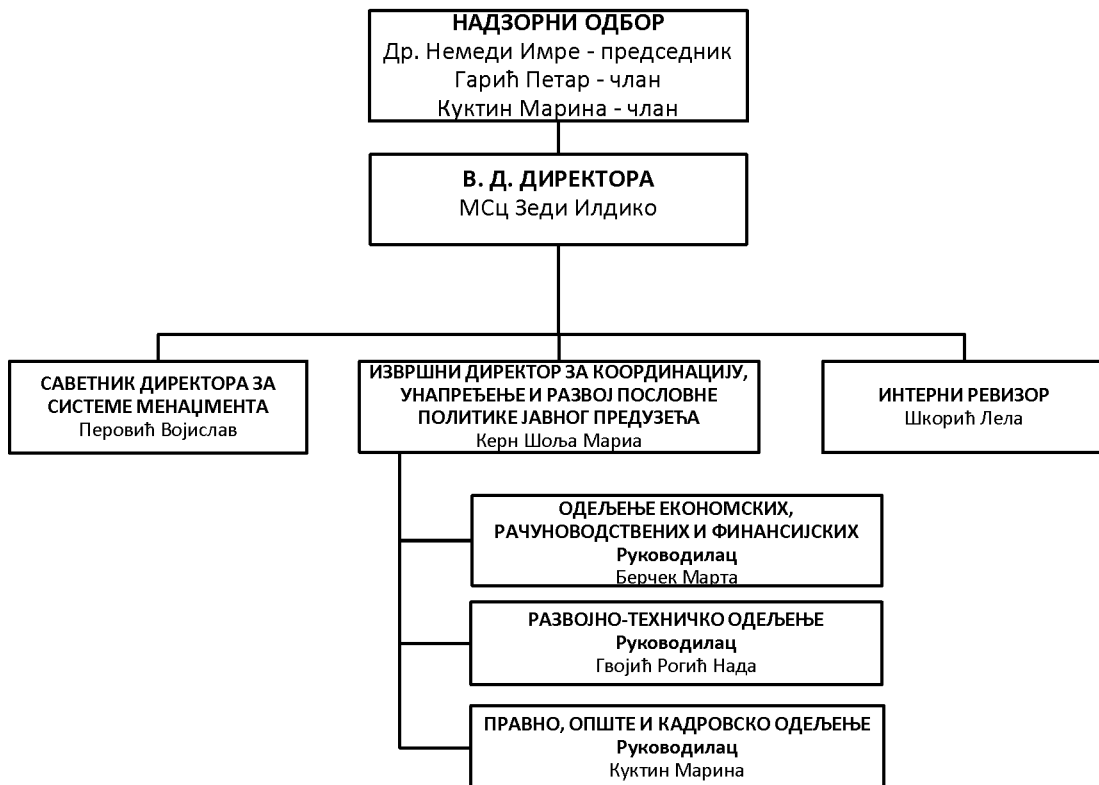 НАДЗОРНИ ОДБОР
Др. Немеди Имре - председник
Гарић Петар - члан
Куктин Марина - члан
В. Д. ДИРЕКТОРА
МСц Зеди Илдико
САВЕТНИК ДИРЕКТОРА ЗА
СИСТЕМЕ МЕНАЏМЕНТА
Перовић Војислав
ИЗВРШНИ ДИРЕКТОР ЗА КООРДИНАЦИЈУ,
УНАПРЕЂЕЊЕ И РАЗВОЈ ПОСЛОВНЕ
ПОЛИТИКЕ ЈАВНОГ ПРЕДУЗЕЋА
Керн Шоља Мариа
ИНТЕРНИ РЕВИЗОР
Шкорић Лела
ОДЕЉЕЊЕ ЕКОНОМСКИХ,
РАЧУНОВОДСТВЕНИХ И ФИНАНСИЈСКИХ
Руководилац
Берчек Марта
РАЗВОЈНО-ТЕХНИЧКО ОДЕЉЕЊЕ
Руководилац
Гвојић Рогић Нада
ПРАВНО, ОПШТЕ И КАДРОВСКО ОДЕЉЕЊЕ
Руководилац
Куктин Марина